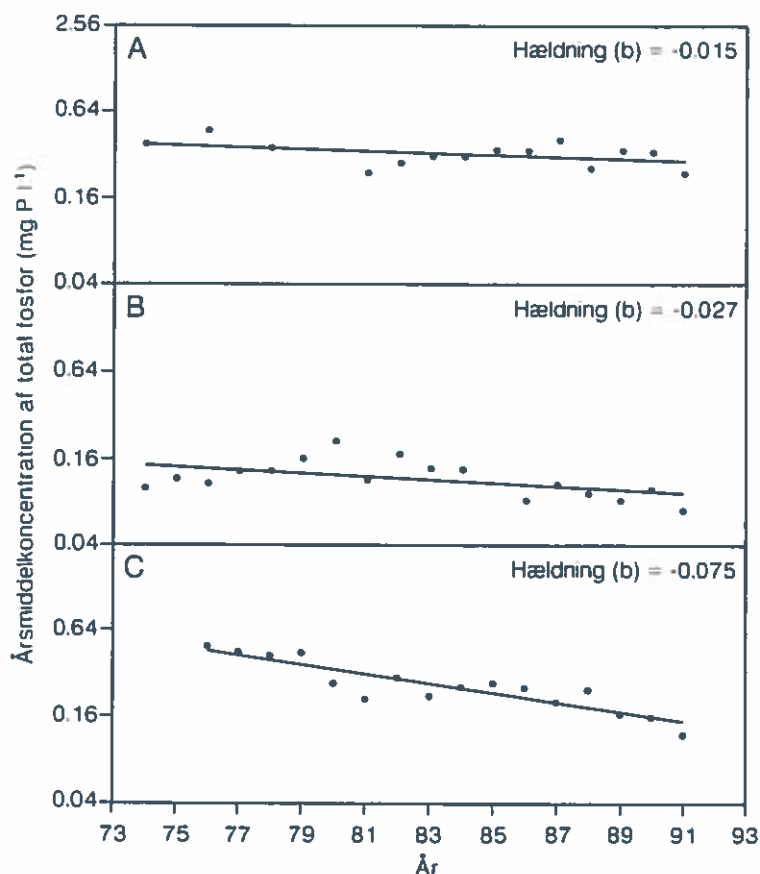 Årsmiddelkoncentration af total fosfor (mg P l⁻¹)
2.56
A
Hældning (b) = -0.015
0.64
0.16
0.04
B
Hældning (b) = -0.027
0.64
0.16
0.04
C
Hældning (b) = -0.075
0.64
0.16
0.04
73 75 77 79 81 83 85 87 89 91 93
År